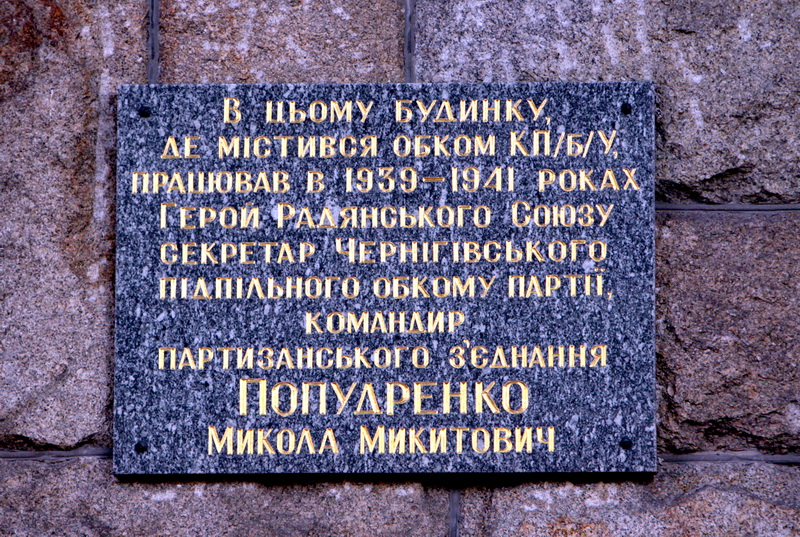 В цьому будинку,
де містився обком КП/б/У,
працював в 1939–1941 роках
Герой Радянського Союзу
секретар Чернігівського
підпільного обкому партії,
командир
партизанського з'єднання
Попудренко
Микола Микитович